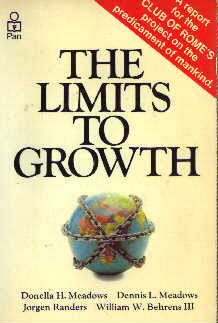 Pan
A report
for the
CLUB OF ROME'S
project on the
predicament of mankind.
THE
LIMITS
TO
GROWTH
Donella H. Meadows Dennis L. Meadows
Jorgen Randers William W. Behrens III